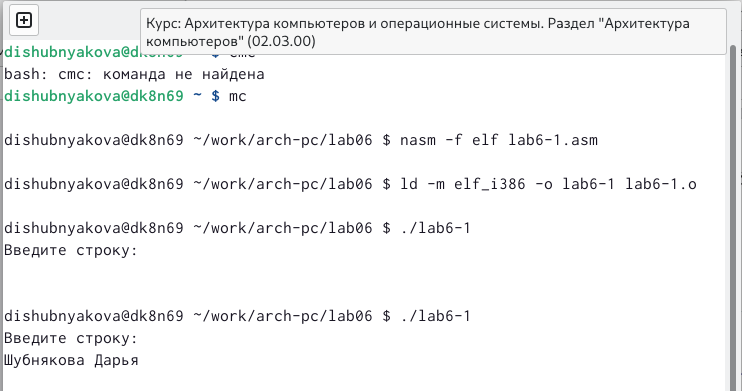 Курс: Архитектура компьютеров и операционные системы. Раздел "Архитектура
компьютеров" (02.03.00)
dishubnyakova@dk8n69 ~ $ cmc
bash: cmc: команда не найдена
dishubnyakova@dk8n69 ~ $ mc
dishubnyakova@dk8n69 ~/work/arch-pc/lab06 $ nasm -f elf lab6-1.asm
dishubnyakova@dk8n69 ~/work/arch-pc/lab06 $ ld -m elf_i386 -o lab6-1 lab6-1.o
dishubnyakova@dk8n69 ~/work/arch-pc/lab06 $ ./lab6-1
Введите строку:
dishubnyakova@dk8n69 ~/work/arch-pc/lab06 $ ./lab6-1
Введите строку:
Шубнякова Дарья